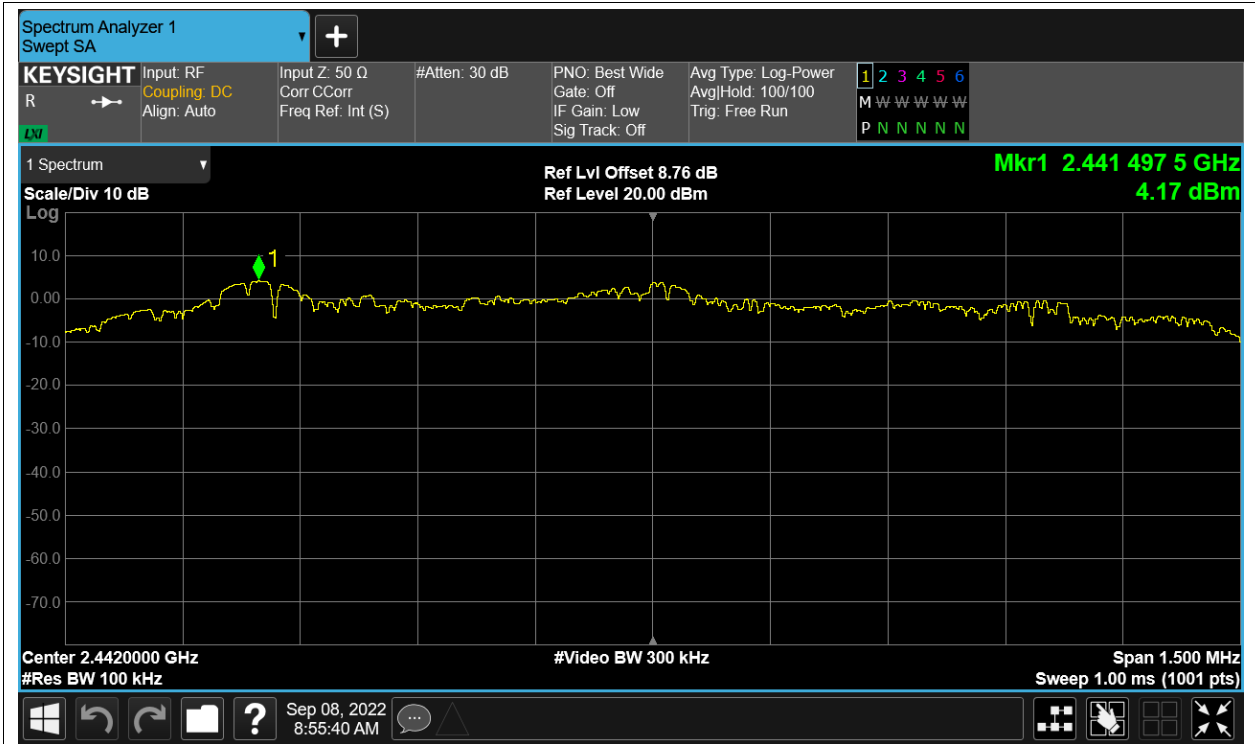 Spectrum Analyzer 1
Swept SA
KEYSIGHT
R
LXI
Input: RF
Coupling: DC
Align: Auto
Input Z: 50 Ω
Corr CCorr
Freq Ref: Int (S)
#Atten: 30 dB
PNO: Best Wide
Gate: Off
IF Gain: Low
Sig Track: Off
Avg Type: Log-Power
Avg|Hold: 100/100
Trig: Free Run
1 2 3 4 5 6
M W W W W W
P N N N N N
1 Spectrum
Scale/Div 10 dB
Log
Ref Lvl Offset 8.76 dB
Ref Level 20.00 dBm
Mkr1 2.441 497 5 GHz
4.17 dBm
1
10.0
0.00
-10.0
-20.0
-30.0
-40.0
-50.0
-60.0
-70.0
Center 2.4420000 GHz
#Res BW 100 kHz
#Video BW 300 kHz
Span 1.500 MHz
Sweep 1.00 ms (1001 pts)
?
Sep 08, 2022
8:55:40 AM